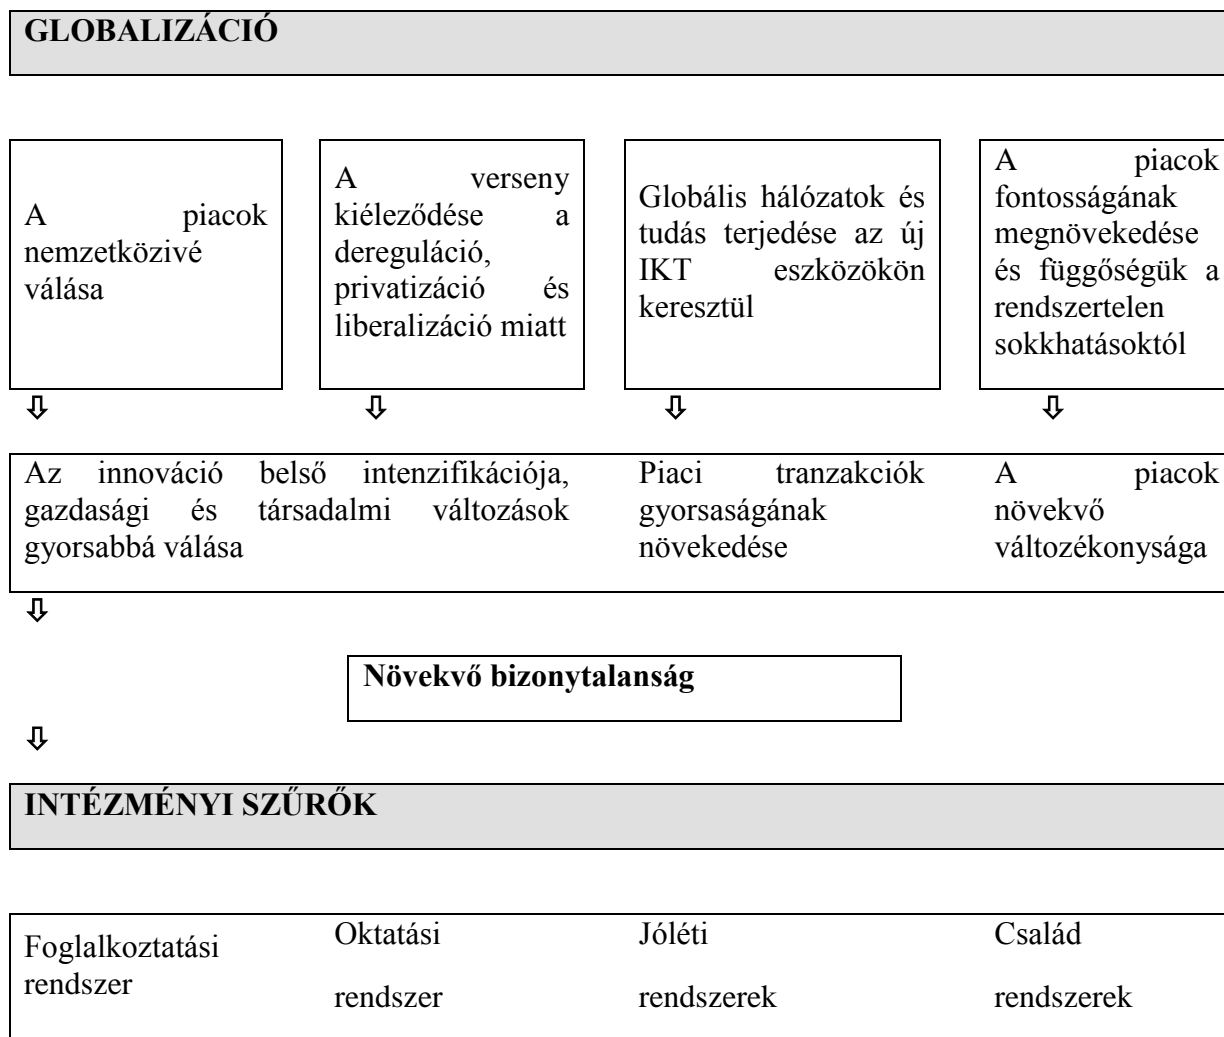 GLOBALIZÁCIÓ
A piacok
nemzetközivé
válása
A verseny
kiéleződése a
dereguláció,
privatizáció és
liberalizáció miatt
Globális hálózatok és
tudás terjedése az új
IKT eszközökön
keresztül
A piacok
fontosságának
megnövekedése
és függőségük a
rendszertelen
sokkhatásoktól
⇩ ⇩ ⇩ ⇩
Az innováció belső intenzifikációja,
gazdasági és társadalmi változások
gyorsabbá válása
Piaci tranzakciók
gyorsaságának
növekedése
A piacok
növekvő
változékonysága
⇩
Növekvő bizonytalanság
⇩
INTÉZMÉNYI SZŰRŐK
Foglalkoztatási
rendszer
Oktatási
rendszer
Jóléti
rendszerek
Család
rendszerek